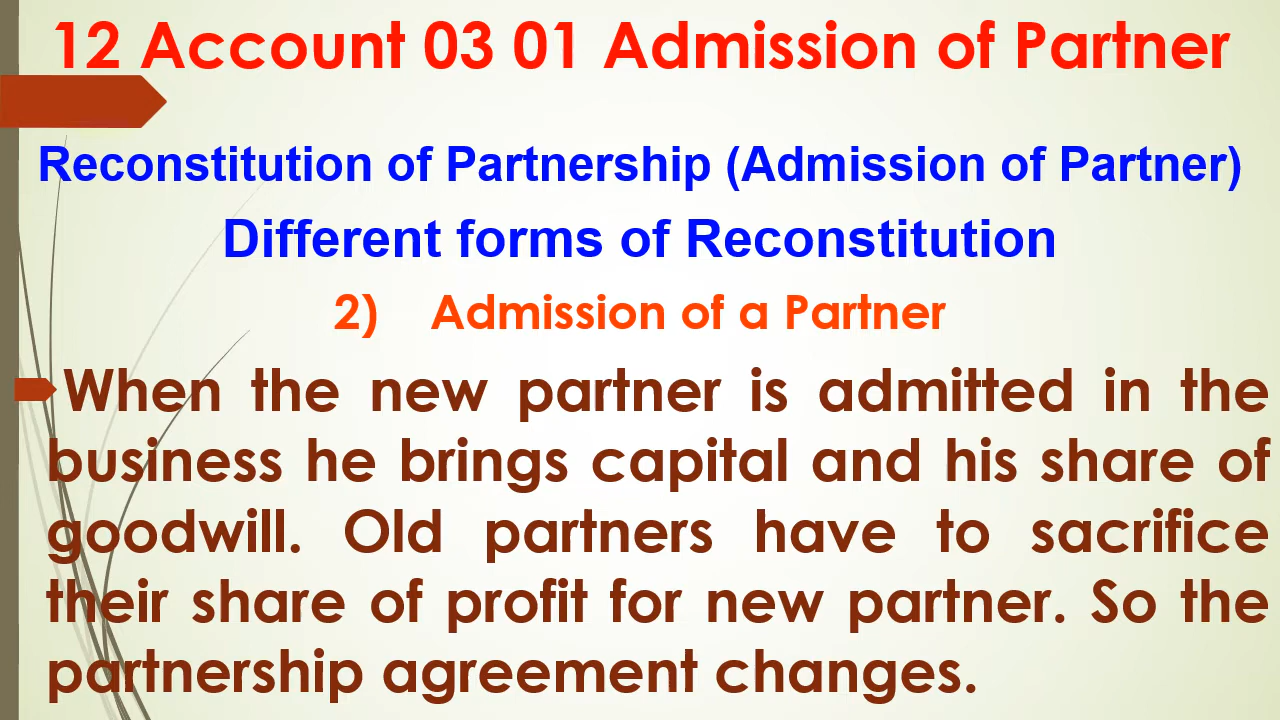 12 Account 03 01 Admission of Partner
Reconstitution of Partnership (Admission of Partner)
Different forms of Reconstitution
2) Admission of a Partner
When the new partner is admitted in the
business he brings capital and his share of
goodwill. Old partners have to sacrifice
their share of profit for new partner. So the
partnership agreement changes.